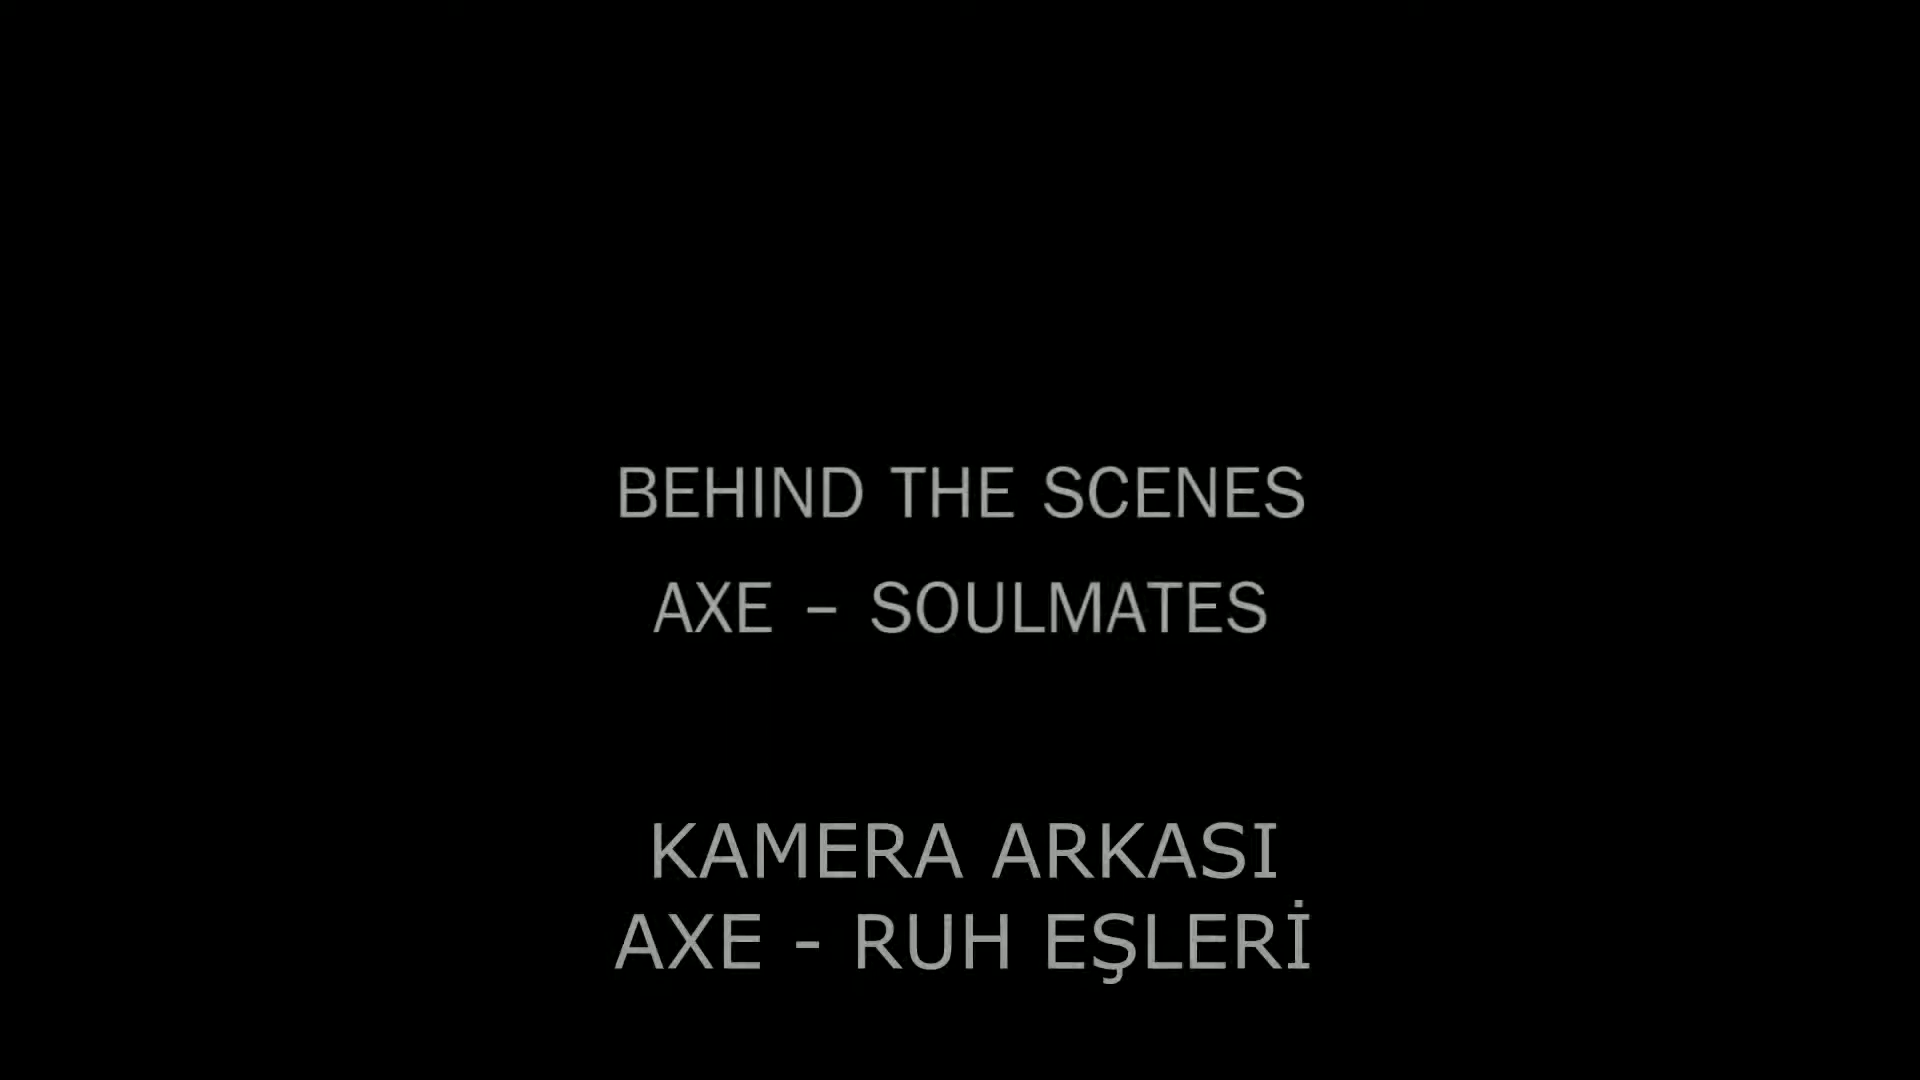 BEHIND THE SCENES
AXE – SOULMATES
KAMERA ARKASI
AXE - RUH EŞLERİ